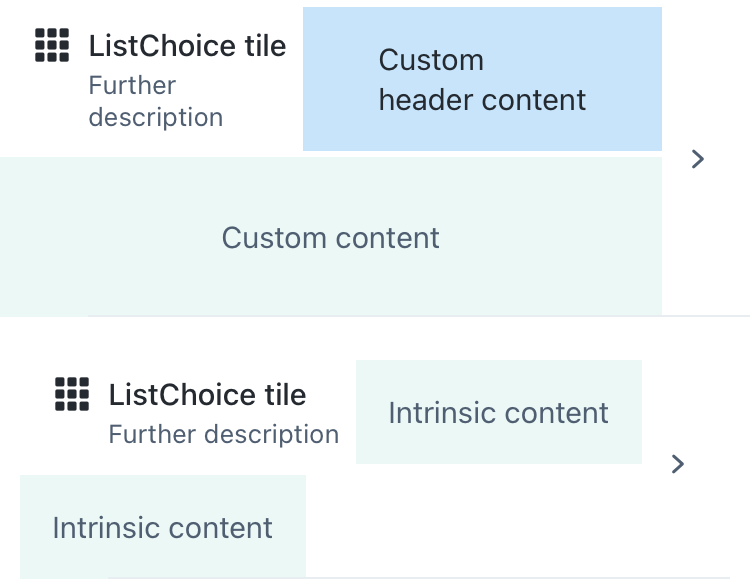 ListChoice tile
Further
description
Custom
header content
Custom content
ListChoice tile
Further description
Intrinsic content
Intrinsic content